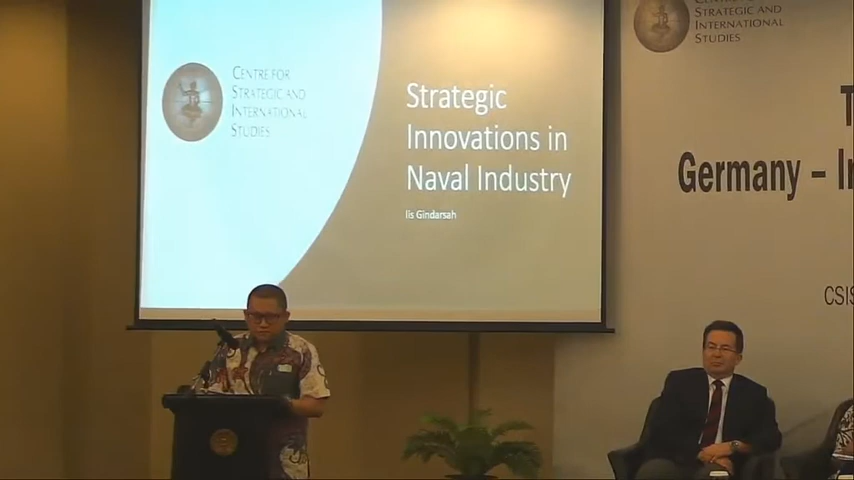 CENTRE FOR
STRATEGIC AND
INTERNATIONAL
STUDIES
Strategic
Innovations in
Naval Industry
Iis Gindarsah
STRATEGIC AND
INTERNATIONAL
STUDIES
T
Germany – In
CSIS